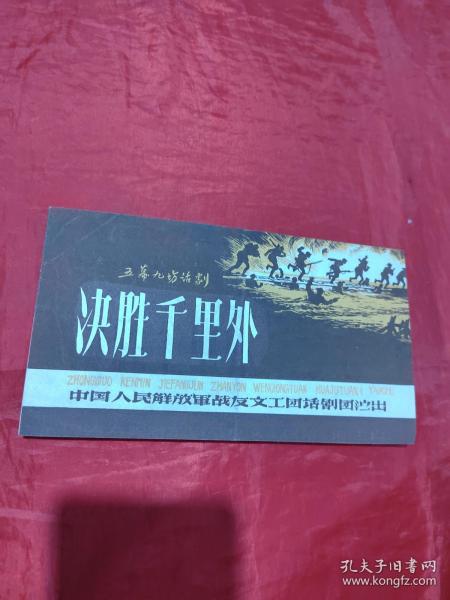 五幕九场话剧
决胜千里外
ZHONGGUO RENMIN JIEFANGJUN ZHANYOU WENGONGTUAN HUAJUTUAN YANCHU
中国人民解放軍战友文工团话剧团演出
孔夫子旧书网
www.kongfz.com